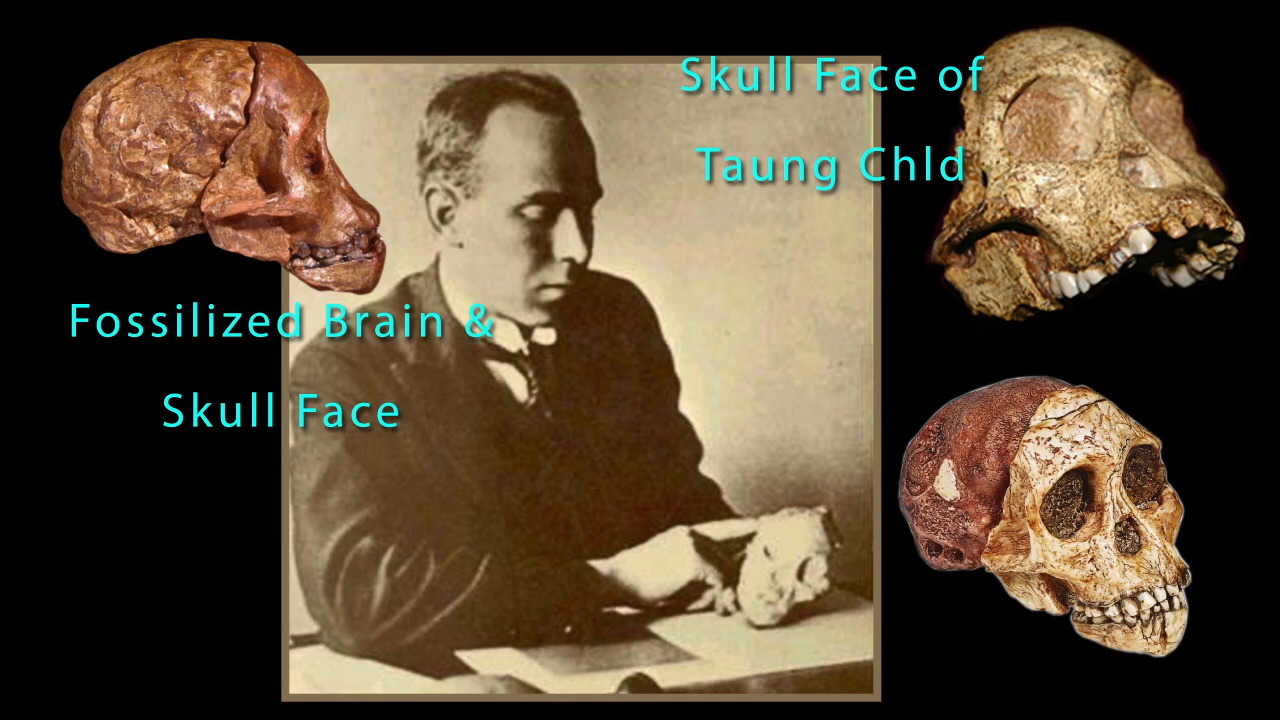 Skull Face of
Taung Chld
Fossilized Brain &
Skull Face